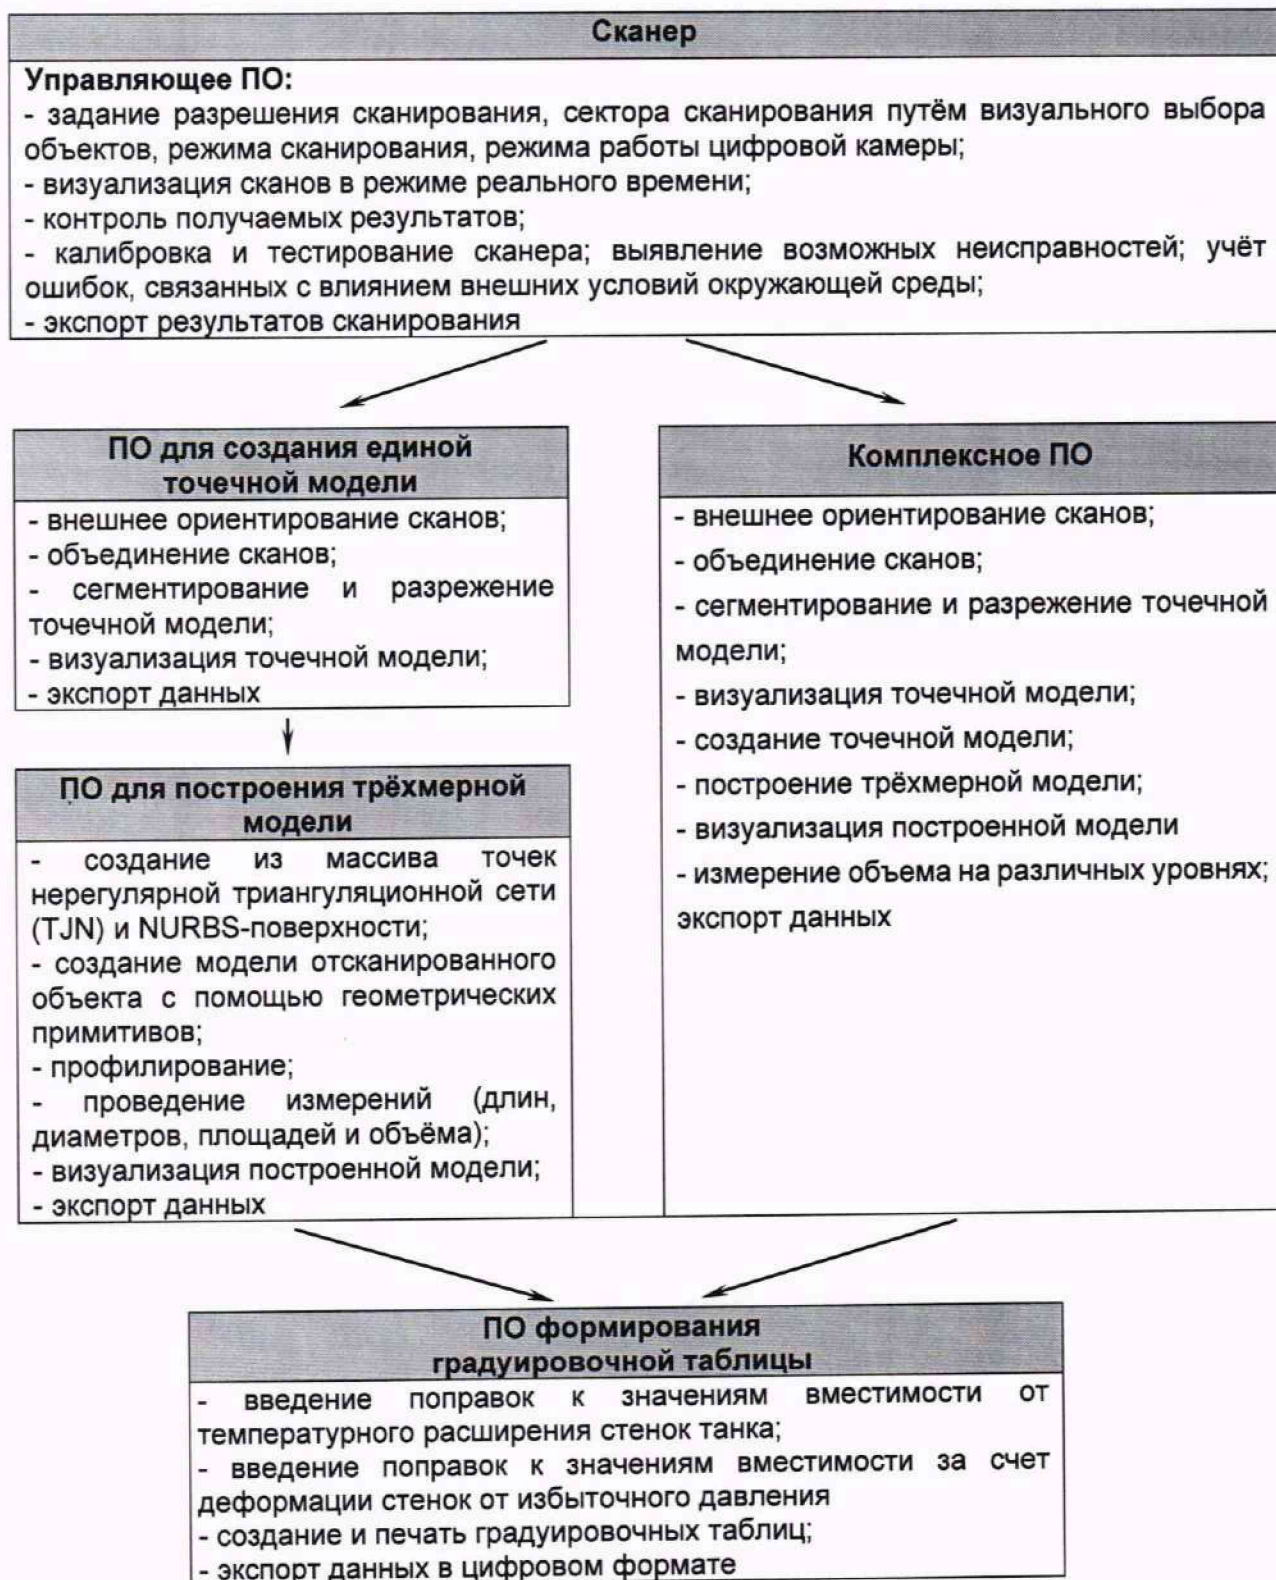 Сканер
Управляющее ПО:
- задание разрешения сканирования, сектора сканирования путём визуального выбора
объектов, режима сканирования, режима работы цифровой камеры;
- визуализация сканов в режиме реального времени;
- контроль получаемых результатов;
- калибровка и тестирование сканера; выявление возможных неисправностей; учёт
ошибок, связанных с влиянием внешних условий окружающей среды;
- экспорт результатов сканирования
ПО для создания единой
точечной модели
- внешнее ориентирование сканов;
- объединение сканов;
- сегментирование и разрежение
точечной модели;
- визуализация точечной модели;
- экспорт данных
ПО для построения трёхмерной
модели
- создание из массива точек
нерегулярной триангуляционной сети
(TJN) и NURBS-поверхности;
- создание модели отсканированного
объекта с помощью геометрических
примитивов;
- профилирование;
- проведение измерений (длин,
диаметров, площадей и объёма);
- визуализация построенной модели;
- экспорт данных
Комплексное ПО
- внешнее ориентирование сканов;
- объединение сканов;
- сегментирование и разрежение точечной
модели;
- визуализация точечной модели;
- создание точечной модели;
- построение трёхмерной модели;
- визуализация построенной модели
- измерение объема на различных уровнях;
экспорт данных
ПО формирования
градуировочной таблицы
- введение поправок к значениям вместимости от
температурного расширения стенок танка;
- введение поправок к значениям вместимости за счет
деформации стенок от избыточного давления
- создание и печать градуировочных таблиц;
- экспорт данных в цифровом формате